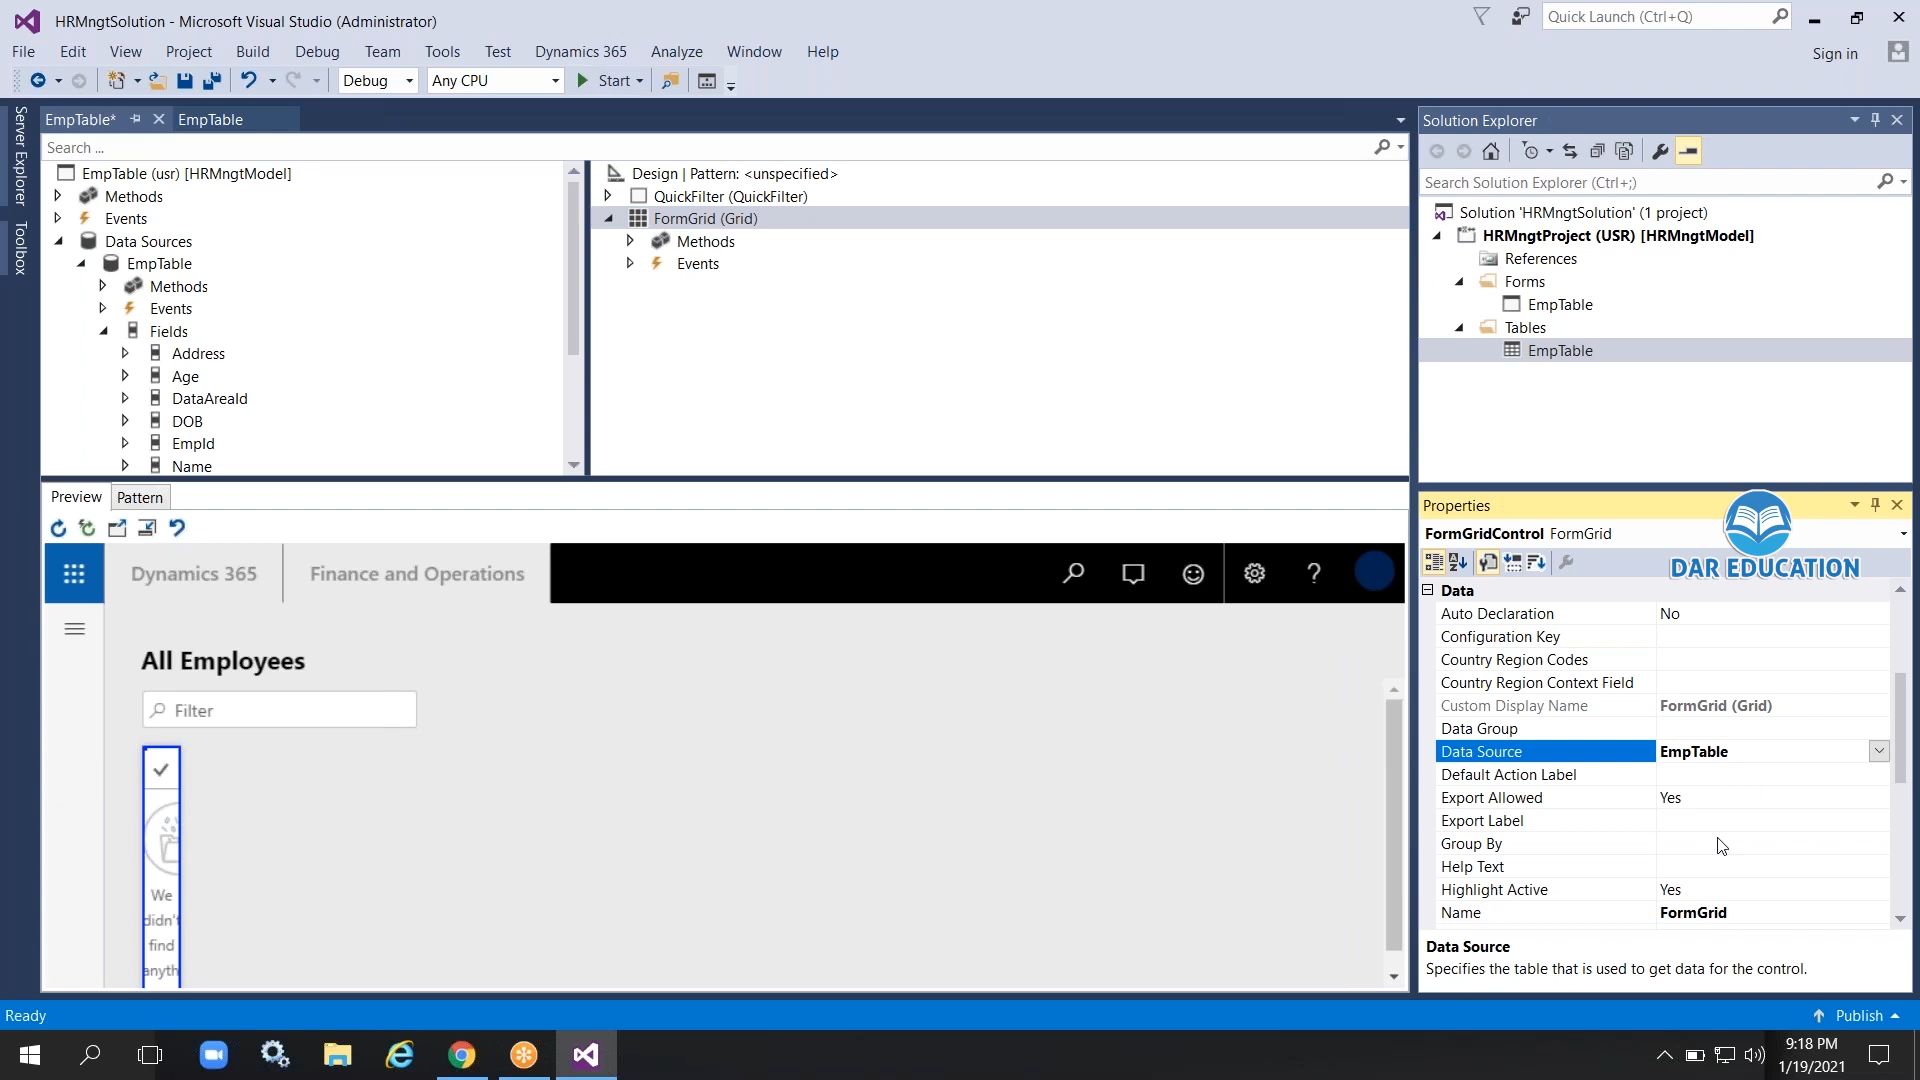 HRMngtSolution - Microsoft Visual Studio (Administrator)
Quick Launch (Ctrl+Q)
File Edit View Project Build Debug Team Tools Test Dynamics 365 Analyze Window Help
Sign in
Debug
Any CPU
Start
Server Explorer
Toolbox
EmpTable*
EmpTable
Search ...
EmpTable (usr) [HRMngtModel]
Methods
Events
Data Sources
EmpTable
Methods
Events
Fields
Address
Age
DataAreaId
DOB
EmpId
Name
Design | Pattern: <unspecified>
QuickFilter (QuickFilter)
FormGrid (Grid)
Methods
Events
Solution Explorer
Search Solution Explorer (Ctrl+;)
Solution 'HRMngtSolution' (1 project)
HRMngtProject (USR) [HRMngtModel]
References
Forms
EmpTable
Tables
EmpTable
Preview
Pattern
Dynamics 365
Finance and Operations
?
All Employees
Filter
We
didn't
find
anyth
Properties
FormGridControl FormGrid
DAR EDUCATION
Data
Auto Declaration No
Configuration Key
Country Region Codes
Country Region Context Field
Custom Display Name FormGrid (Grid)
Data Group
Data Source EmpTable
Default Action Label
Export Allowed Yes
Export Label
Group By
Help Text
Highlight Active Yes
Name FormGrid
Data Source
Specifies the table that is used to get data for the control.
Ready
Publish
9:18 PM
1/19/2021